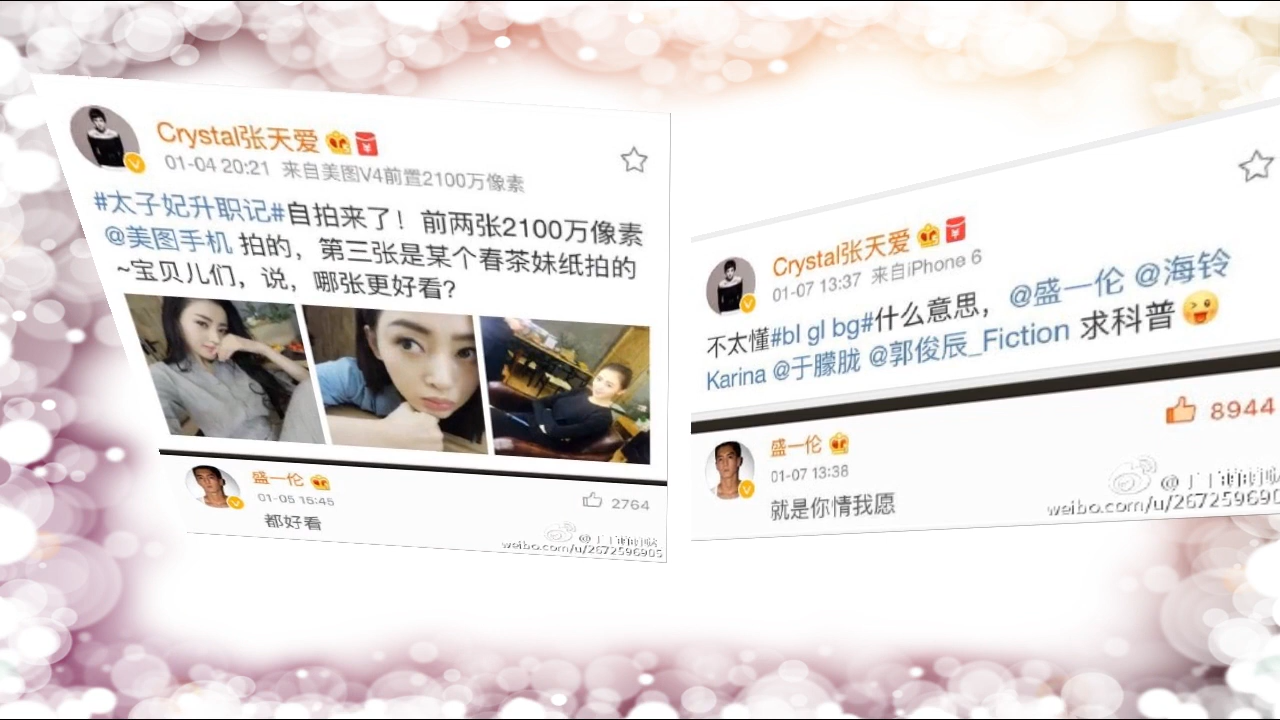 Crystal张天爱
01-04 20:21 来自美图V4前置2100万像素
#太子妃升职记#自拍来了！前两张2100万像素
@美图手机 拍的，第三张是某个春茶妹纸拍的
~宝贝儿们，说，哪张更好看？
盛一伦
01-05 15:45
2764
都好看
weibo.com/u/2672596905
Crystal张天爱
01-07 13:37 来自iPhone 6
不太懂#bl gl bg#什么意思，@盛一伦 @海铃
Karina @于朦胧 @郭俊辰_Fiction 求科普
8944
盛一伦
01-07 13:38
就是你情我愿
weibo.com/u/267259690